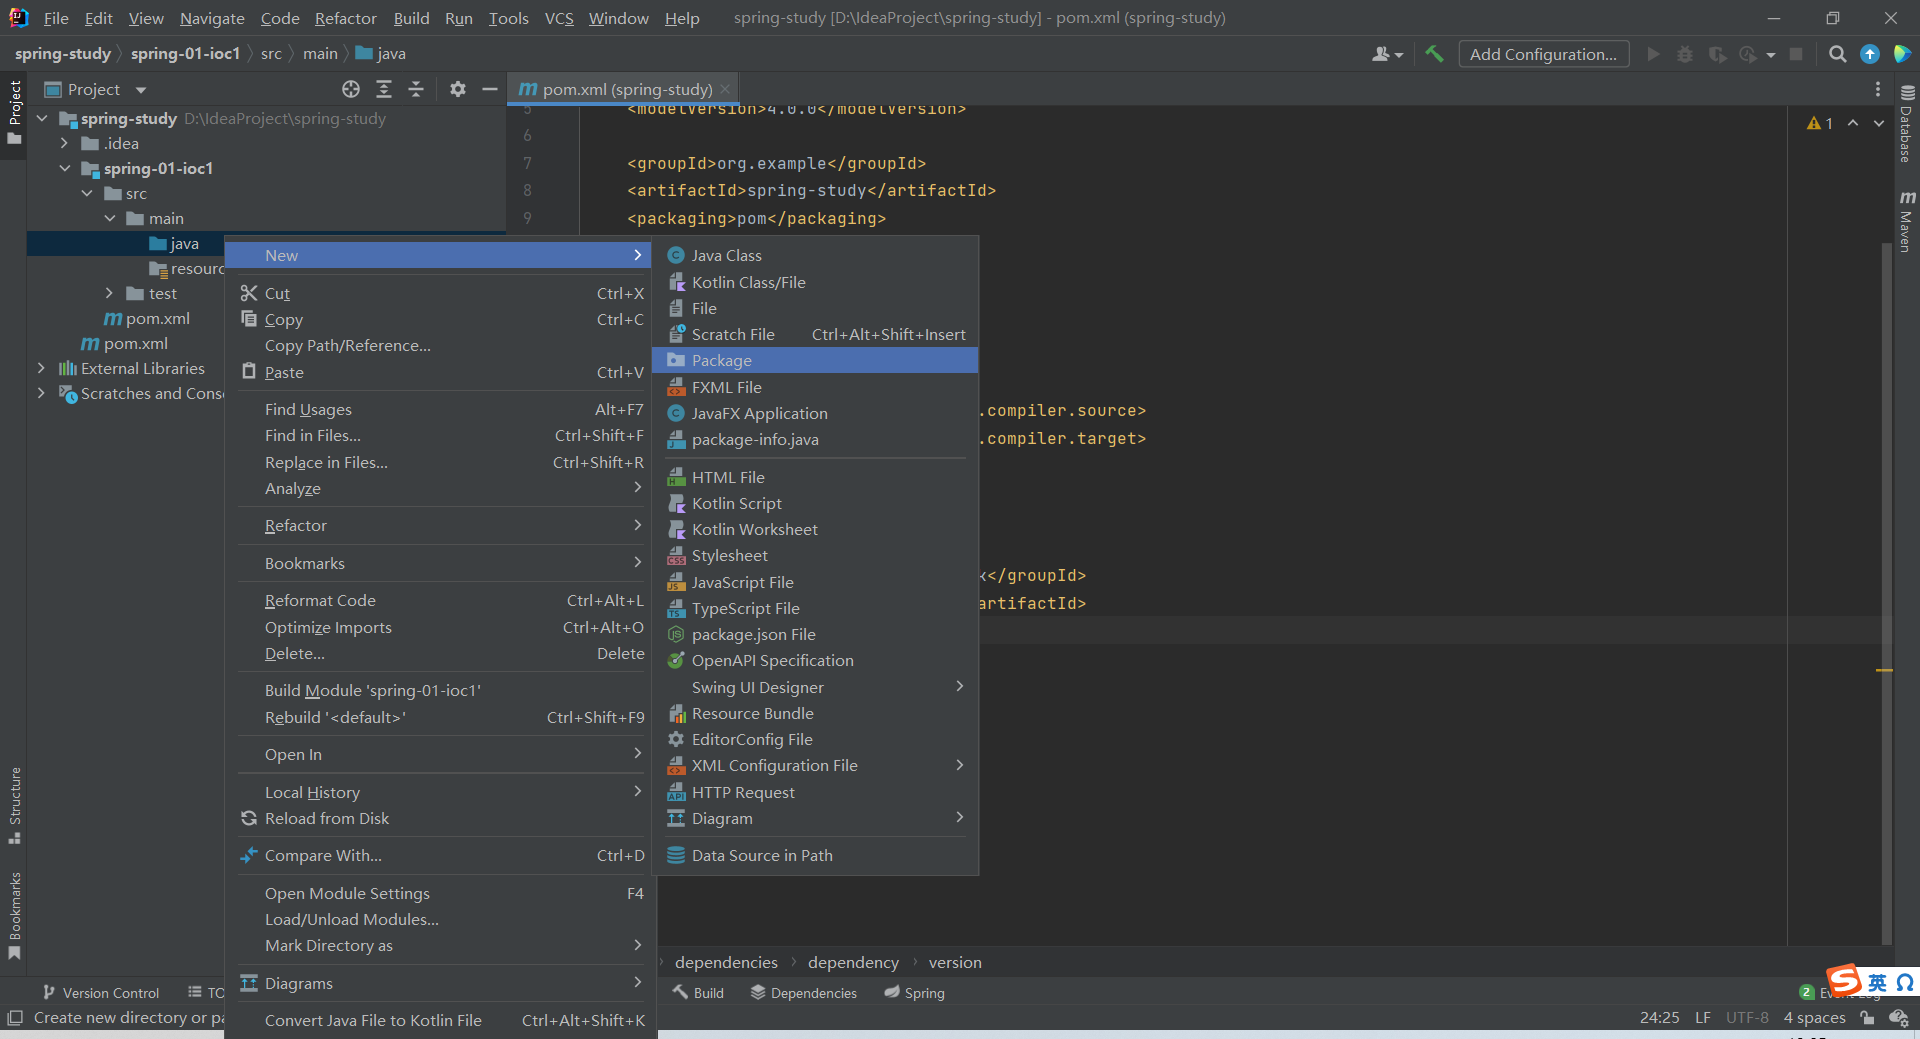 File Edit View Navigate Code Refactor Build Run Tools VCS Window Help spring-study [D:\IdeaProject\spring-study] - pom.xml (spring-study)
spring-study spring-01-ioc1 src main java
Add Configuration...
Project
Project
pom.xml (spring-study)
spring-study D:\IdeaProject\spring-study
.idea
spring-01-ioc1
src
main
java
resourc
test
pom.xml
pom.xml
External Libraries
Scratches and Cons
5 <modelVersion>4.0.0</modelVersion>
6
7 <groupId>org.example</groupId>
8 <artifactId>spring-study</artifactId>
9 <packaging>pom</packaging>
1
Database
Maven
New
Cut Ctrl+X
Copy Ctrl+C
Copy Path/Reference...
Paste Ctrl+V
Find Usages Alt+F7
Find in Files... Ctrl+Shift+F
Replace in Files... Ctrl+Shift+R
Analyze
Refactor
Bookmarks
Reformat Code Ctrl+Alt+L
Optimize Imports Ctrl+Alt+O
Delete... Delete
Build Module 'spring-01-ioc1'
Rebuild '<default>' Ctrl+Shift+F9
Open In
Local History
Reload from Disk
Compare With... Ctrl+D
Open Module Settings F4
Load/Unload Modules...
Mark Directory as
Diagrams
Convert Java File to Kotlin File Ctrl+Alt+Shift+K
Java Class
Kotlin Class/File
File
Scratch File Ctrl+Alt+Shift+Insert
Package
FXML File
JavaFX Application
package-info.java
HTML File
Kotlin Script
Kotlin Worksheet
Stylesheet
JavaScript File
TypeScript File
package.json File
OpenAPI Specification
Swing UI Designer
Resource Bundle
EditorConfig File
XML Configuration File
HTTP Request
Diagram
Data Source in Path
.compiler.source>
.compiler.target>
k</groupId>
artifactId>
Structure
Bookmarks
dependencies dependency version
Version Control TO
Build Dependencies Spring
2 Event Log
英
Create new directory or pa
24:25 LF UTF-8 4 spaces